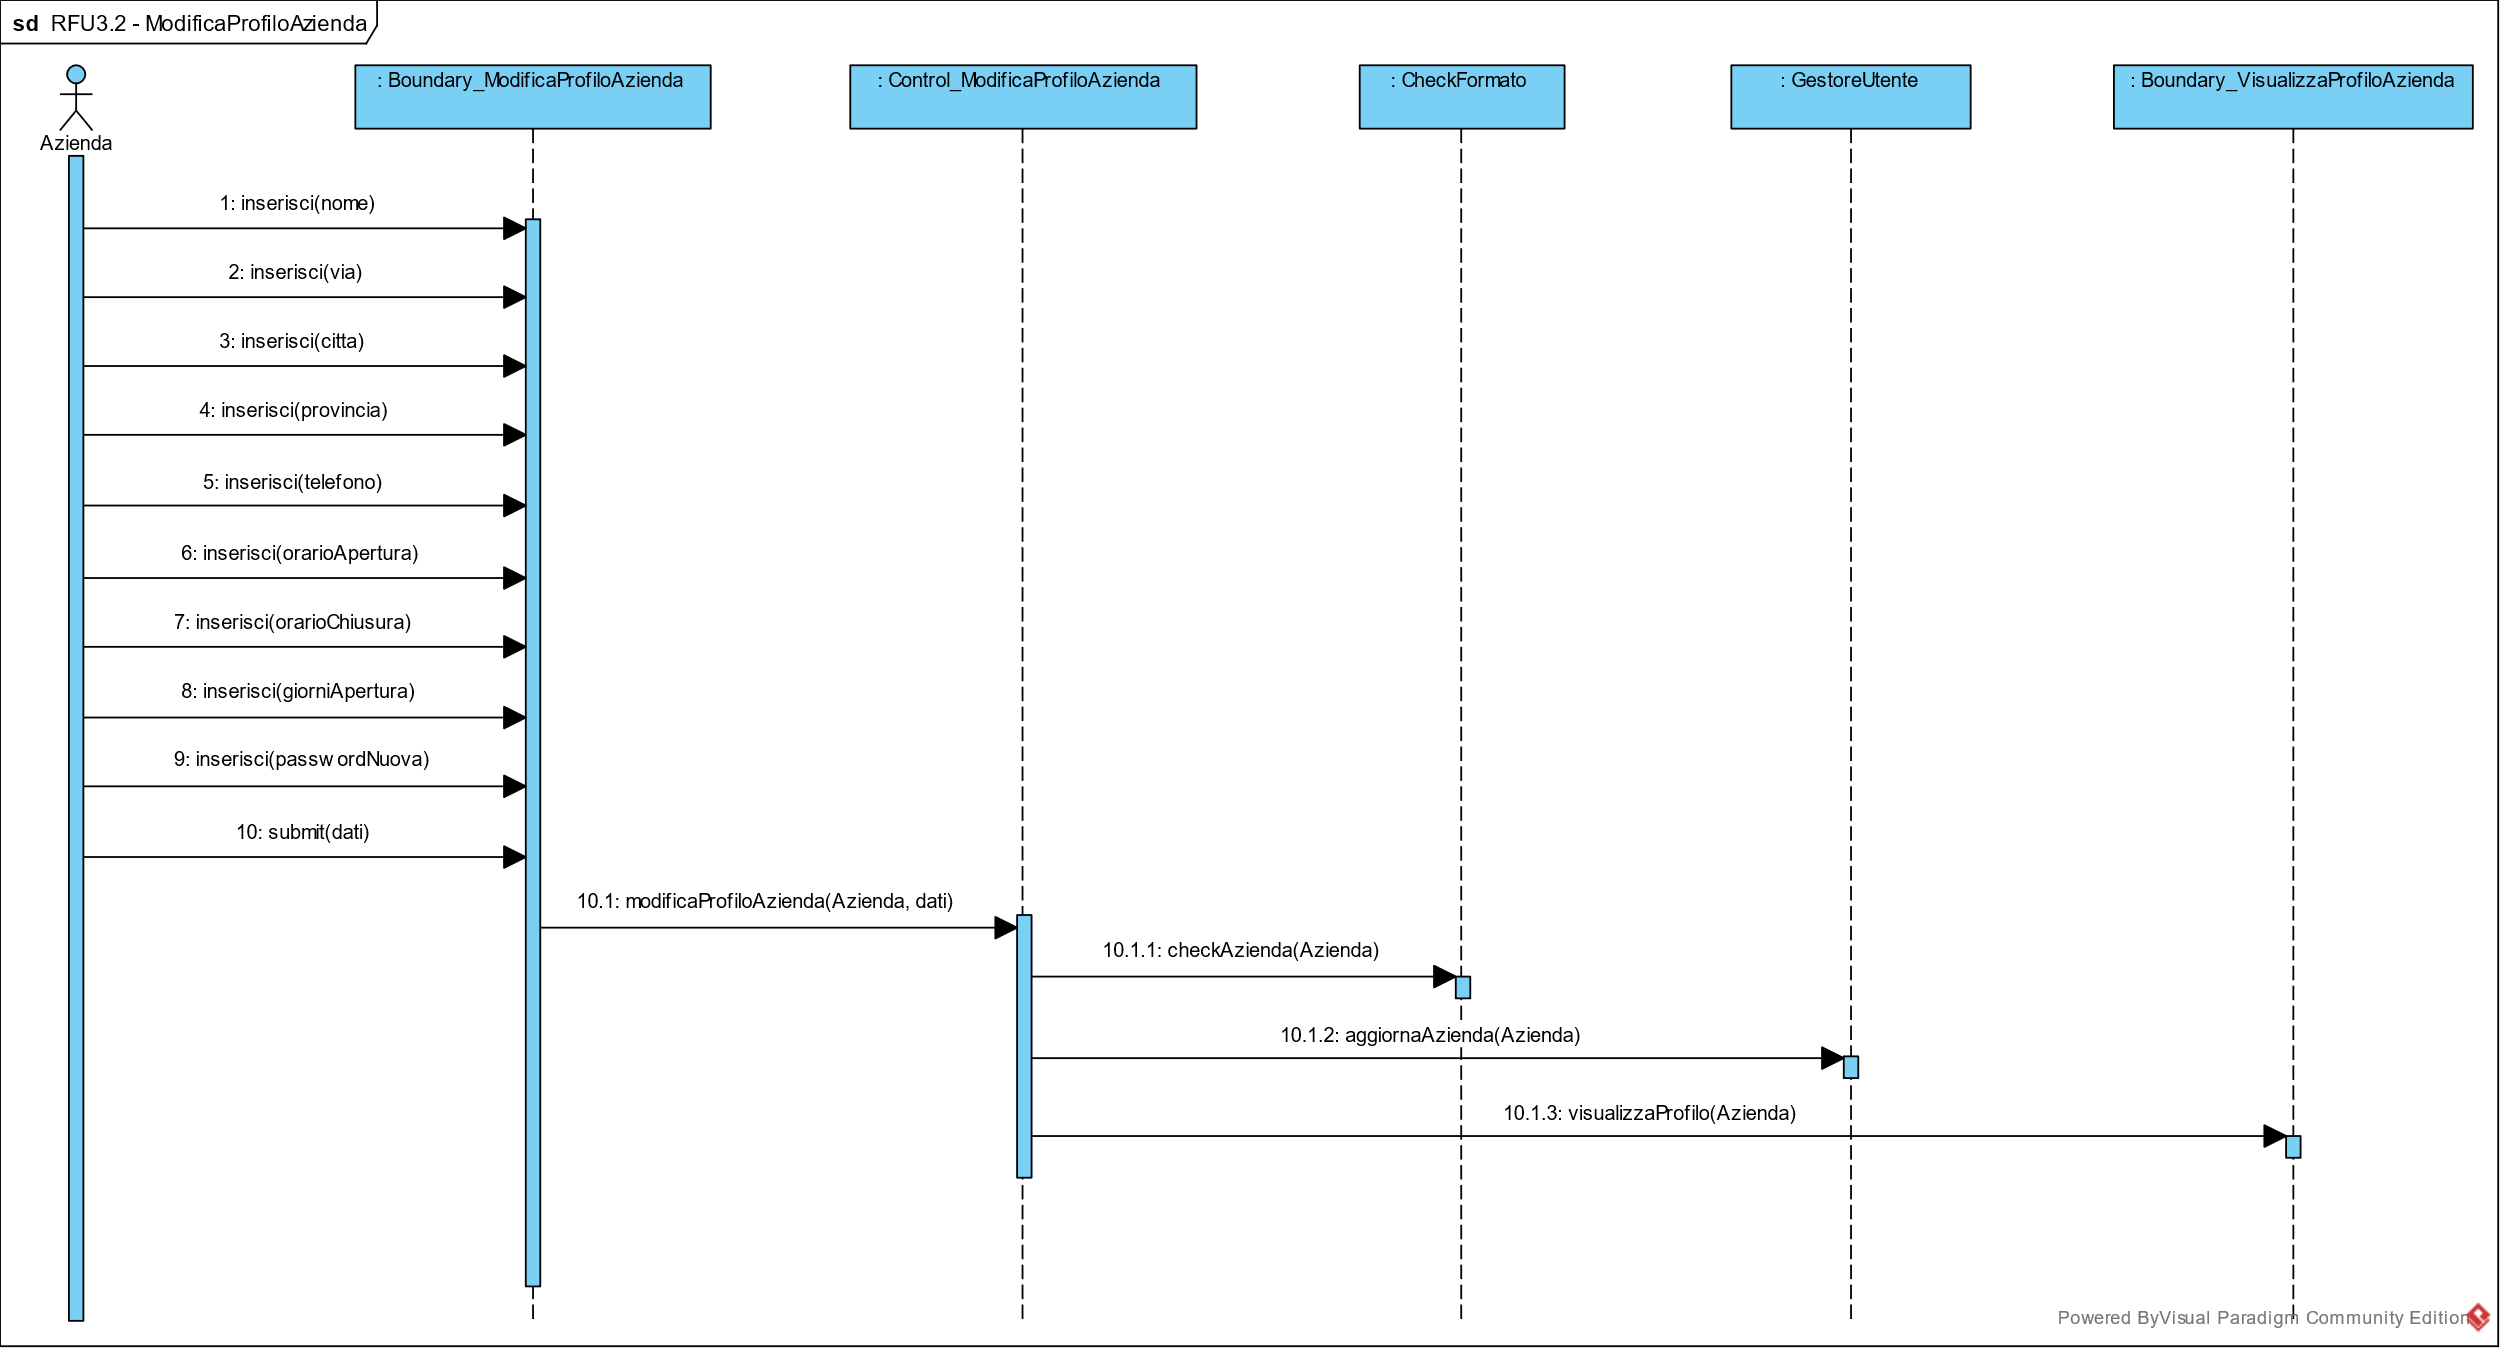 sd RFU3.2 - ModificaProfiloAzienda
Azienda
: Boundary_ModificaProfiloAzienda
: Control_ModificaProfiloAzienda
: CheckFormato
: GestoreUtente
: Boundary_VisualizzaProfiloAzienda
1: inserisci(nome)
2: inserisci(via)
3: inserisci(citta)
4: inserisci(provincia)
5: inserisci(telefono)
6: inserisci(orarioApertura)
7: inserisci(orarioChiusura)
8: inserisci(giorniApertura)
9: inserisci(passwordNuova)
10: submit(dati)
10.1: modificaProfiloAzienda(Azienda, dati)
10.1.1: checkAzienda(Azienda)
10.1.2: aggiornaAzienda(Azienda)
10.1.3: visualizzaProfilo(Azienda)
Powered By Visual Paradigm Community Edition